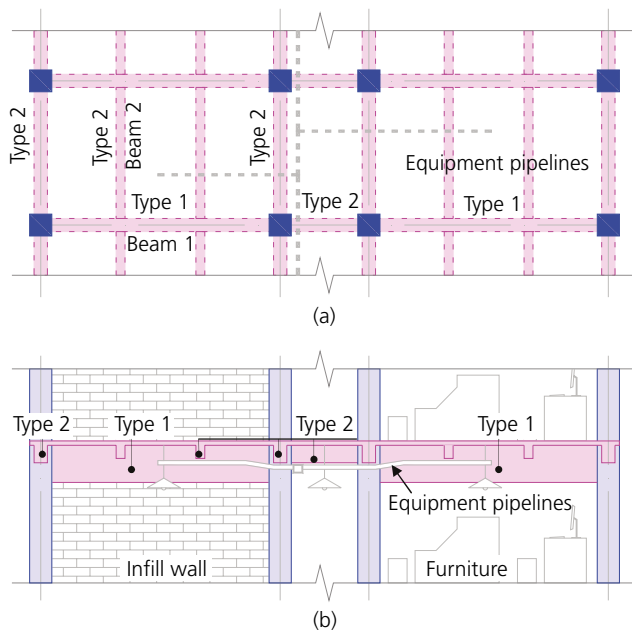 Type 2
Type 2
Beam 2
Type 2
Equipment pipelines
Type 1
Type 2
Type 1
Beam 1
(a)
Type 2
Type 1
Type 2
Type 1
Equipment pipelines
Infill wall
Furniture
(b)